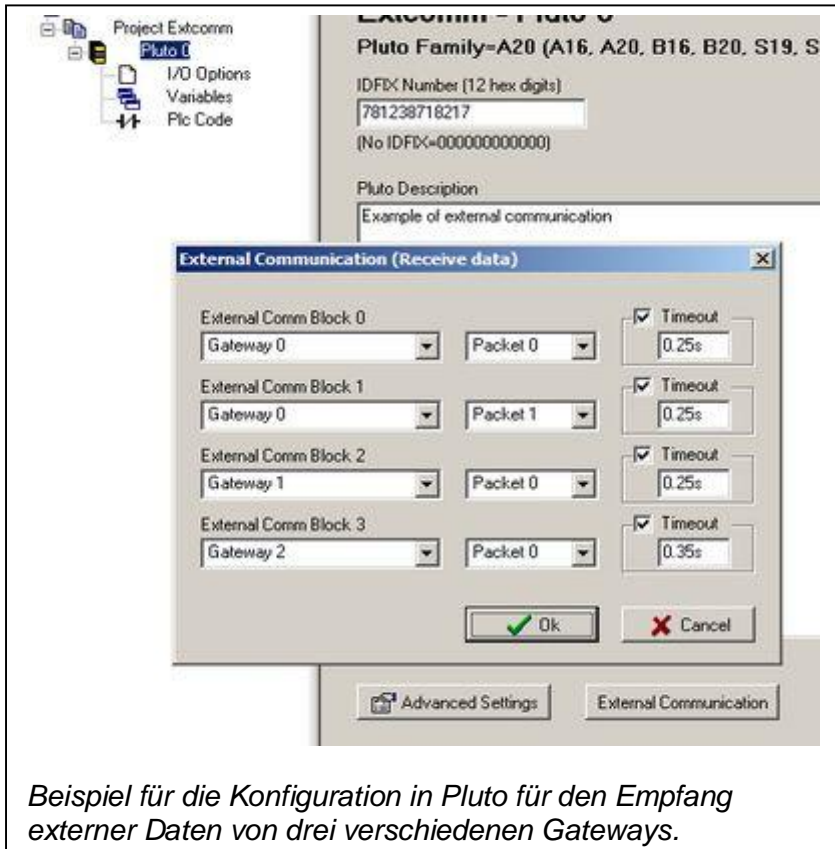 Project Extcomm
Pluto 0
I/O Options
Variables
Plc Code
Extcomm - Pluto 0
Pluto Family=A20 (A16, A20, B16, B20, S19, S
IDFIX Number (12 hex digits)
781238718217
(No IDFIX=000000000000)
Pluto Description
Example of external communication
External Communication (Receive data)
External Comm Block 0
Timeout
Gateway 0
Packet 0
0.25s
External Comm Block 1
Timeout
Gateway 0
Packet 1
0.25s
External Comm Block 2
Timeout
Gateway 1
Packet 0
0.25s
External Comm Block 3
Timeout
Gateway 2
Packet 0
0.35s
Ok
Cancel
Advanced Settings
External Communication
Beispiel für die Konfiguration in Pluto für den Empfang
externer Daten von drei verschiedenen Gateways.